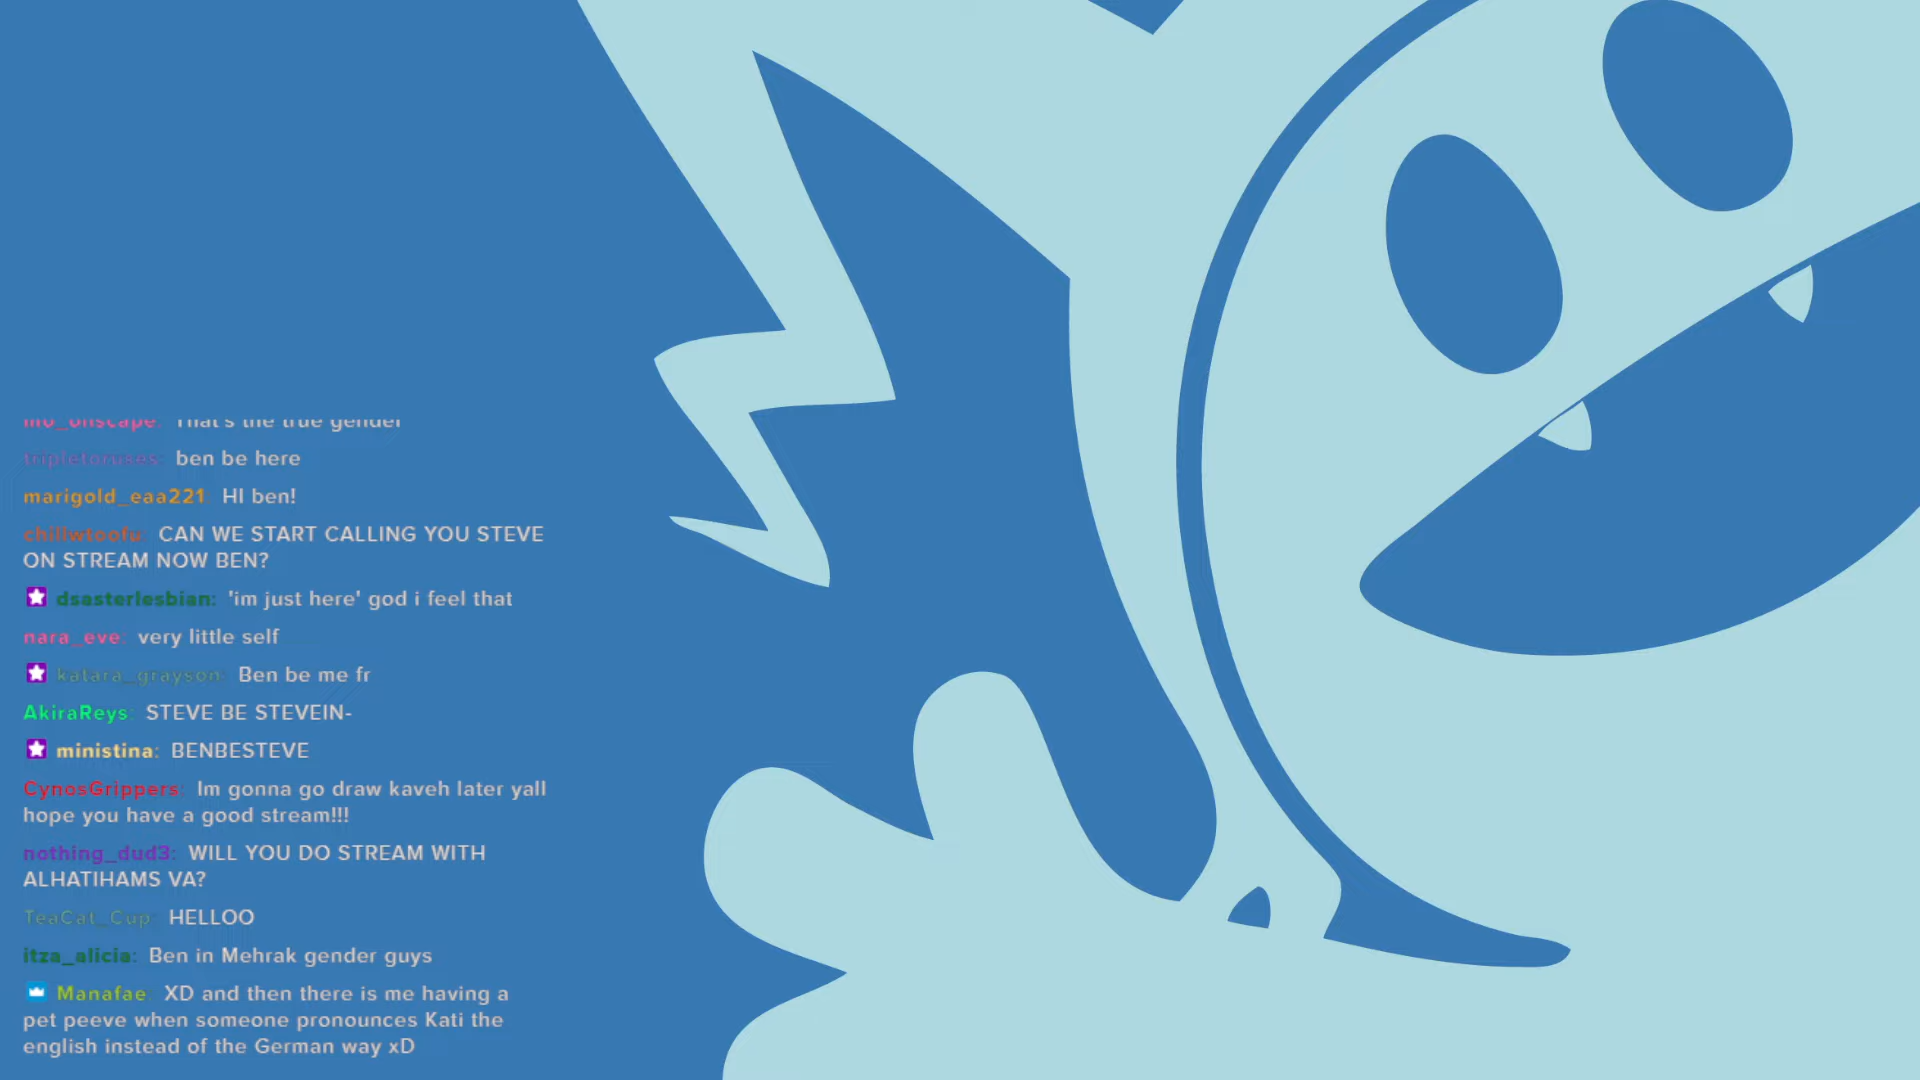 mo_onscape: That's the true gender
tripletoruses: ben be here
marigold_eaa221: HI ben!
chillwtoofu: CAN WE START CALLING YOU STEVE
ON STREAM NOW BEN?
dsasterlesbian: 'im just here' god i feel that
nara_eve: very little self
katara_grayson: Ben be me fr
AkiraReys: STEVE BE STEVEIN-
ministina: BENBESTEVE
CynosGrippers: Im gonna go draw kaveh later yall
hope you have a good stream!!!
nothing_dud3: WILL YOU DO STREAM WITH
ALHATIHAMS VA?
TeaCat_Cup: HELLOO
itza_alicia: Ben in Mehrak gender guys
Manafae: XD and then there is me having a
pet peeve when someone pronounces Kati the
english instead of the German way xD